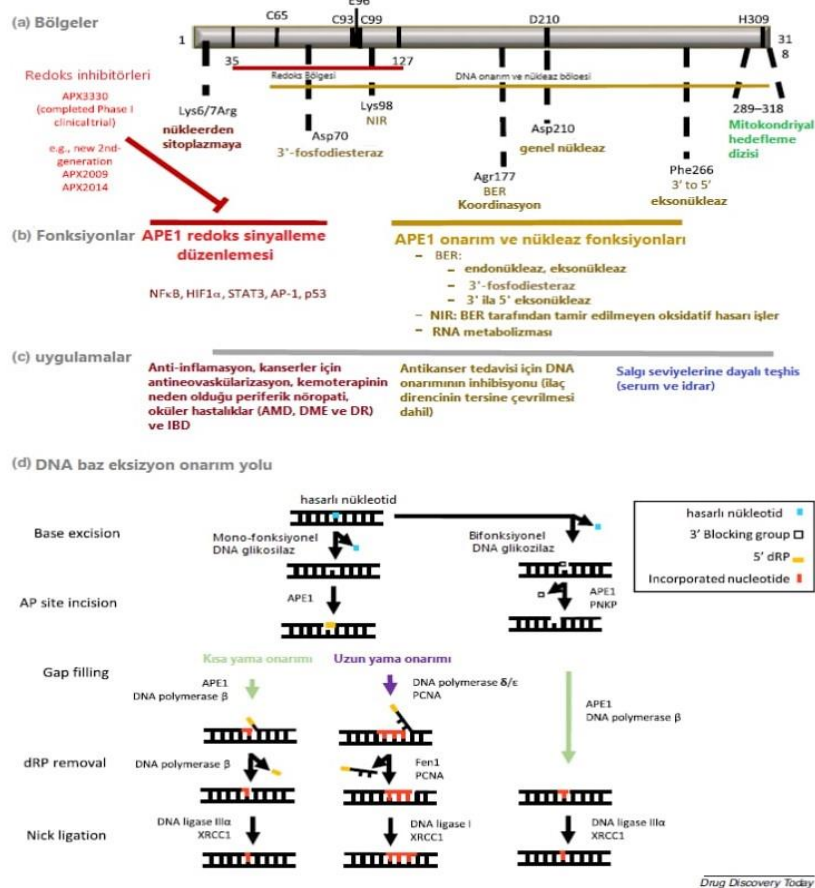 (a) Bölgeler
C65
C93
E96
C99
D210
H309
1
31
8
35
127
Redoks Bölgesi
DNA onarım ve nükleaz bölgesi
Redoks inhibitörleri
APX3330
(completed Phase I
clinical trial)
e.g., new 2nd-
generation
APX2009
APX2014
Lys6/7Arg
nükleerden
sitoplazmaya
Asp70
3'-fosfodiesteraz
Lys98
NIR
Agr177
BER
Koordinasyon
Asp210
genel nükleaz
Phe266
3' to 5'
eksonükleaz
289–318
Mitokondriyal
hedefleme
dizisi
(b) Fonksiyonlar
APE1 redoks sinyalleme
düzenlemesi
NFκB, HIF1α, STAT3, AP-1, p53
APE1 onarım ve nükleaz fonksiyonları
– BER:
– endonükleaz, eksonükleaz
– 3'-fosfodiesteraz
– 3' ila 5' eksonükleaz
– NIR: BER tarafından tamir edilmeyen oksidatif hasarı işler
– RNA metabolizması
(c) uygulamalar
Anti-inflamasyon, kanserler için
antineovaskülarizasyon, kemoterapinin
neden olduğu periferik nöropati,
oküler hastalıklar (AMD, DME ve DR)
ve IBD
Antikanser tedavisi için DNA
onarımının inhibisyonu (ilaç
direncinin tersine çevrilmesi
dahil)
Salgı seviyelerine dayalı teşhis
(serum ve idrar)
(d) DNA baz eksizyon onarım yolu
hasarlı nükleotid
Base excision
Mono-fonksiyonel
DNA glikosilaz
Bifonksiyonel
DNA glikozilaz
hasarlı nükleotid
3' Blocking group
5' dRP
Incorporated nucleotide
AP site incision
APE1
APE1
PNKP
Gap filling
Kısa yama onarımı
Uzun yama onarımı
APE1
DNA polymerase β
DNA polymerase δ/ε
PCNA
APE1
DNA polymerase β
dRP removal
DNA polymerase β
Fen1
PCNA
Nick ligation
DNA ligase IIIα
XRCC1
DNA ligase I
XRCC1
DNA ligase IIIα
XRCC1
Drug Discovery Today